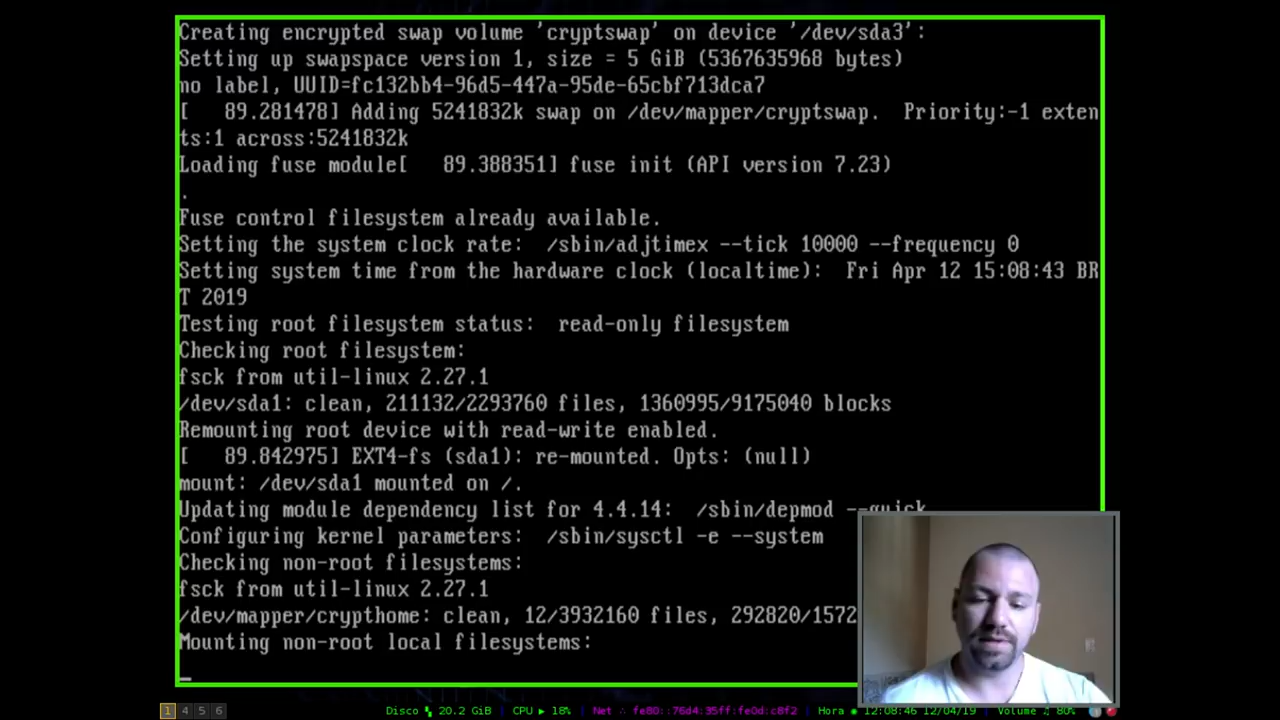 Creating encrypted swap volume 'cryptswap' on device '/dev/sda3':
Setting up swapspace version 1, size = 5 GiB (5367635968 bytes)
no label, UUID=fc132bb4-96d5-447a-95de-65cbf713dca7
[   89.281478] Adding 5241832k swap on /dev/mapper/cryptswap.  Priority:-1 exten
ts:1 across:5241832k
Loading fuse module[   89.388351] fuse init (API version 7.23)
.
Fuse control filesystem already available.
Setting the system clock rate:  /sbin/adjtimex --tick 10000 --frequency 0
Setting system time from the hardware clock (localtime):  Fri Apr 12 15:08:43 BR
T 2019
Testing root filesystem status:  read-only filesystem
Checking root filesystem:
fsck from util-linux 2.27.1
/dev/sda1: clean, 211132/2293760 files, 1360995/9175040 blocks
Remounting root device with read-write enabled.
[   89.842975] EXT4-fs (sda1): re-mounted. Opts: (null)
mount: /dev/sda1 mounted on /.
Updating module dependency list for 4.4.14:  /sbin/depmod --quick
Configuring kernel parameters:  /sbin/sysctl -e --system
Checking non-root filesystems:
fsck from util-linux 2.27.1
/dev/mapper/crypthome: clean, 12/3932160 files, 292820/1572
Mounting non-root local filesystems:
1 4 5 6 Disco 20.2 GiB CPU ▶ 18% Net fe80::76d4:35ff:fe0d:c8f2 Hora 12:08:46 12/04/19 Volume ♫ 80%